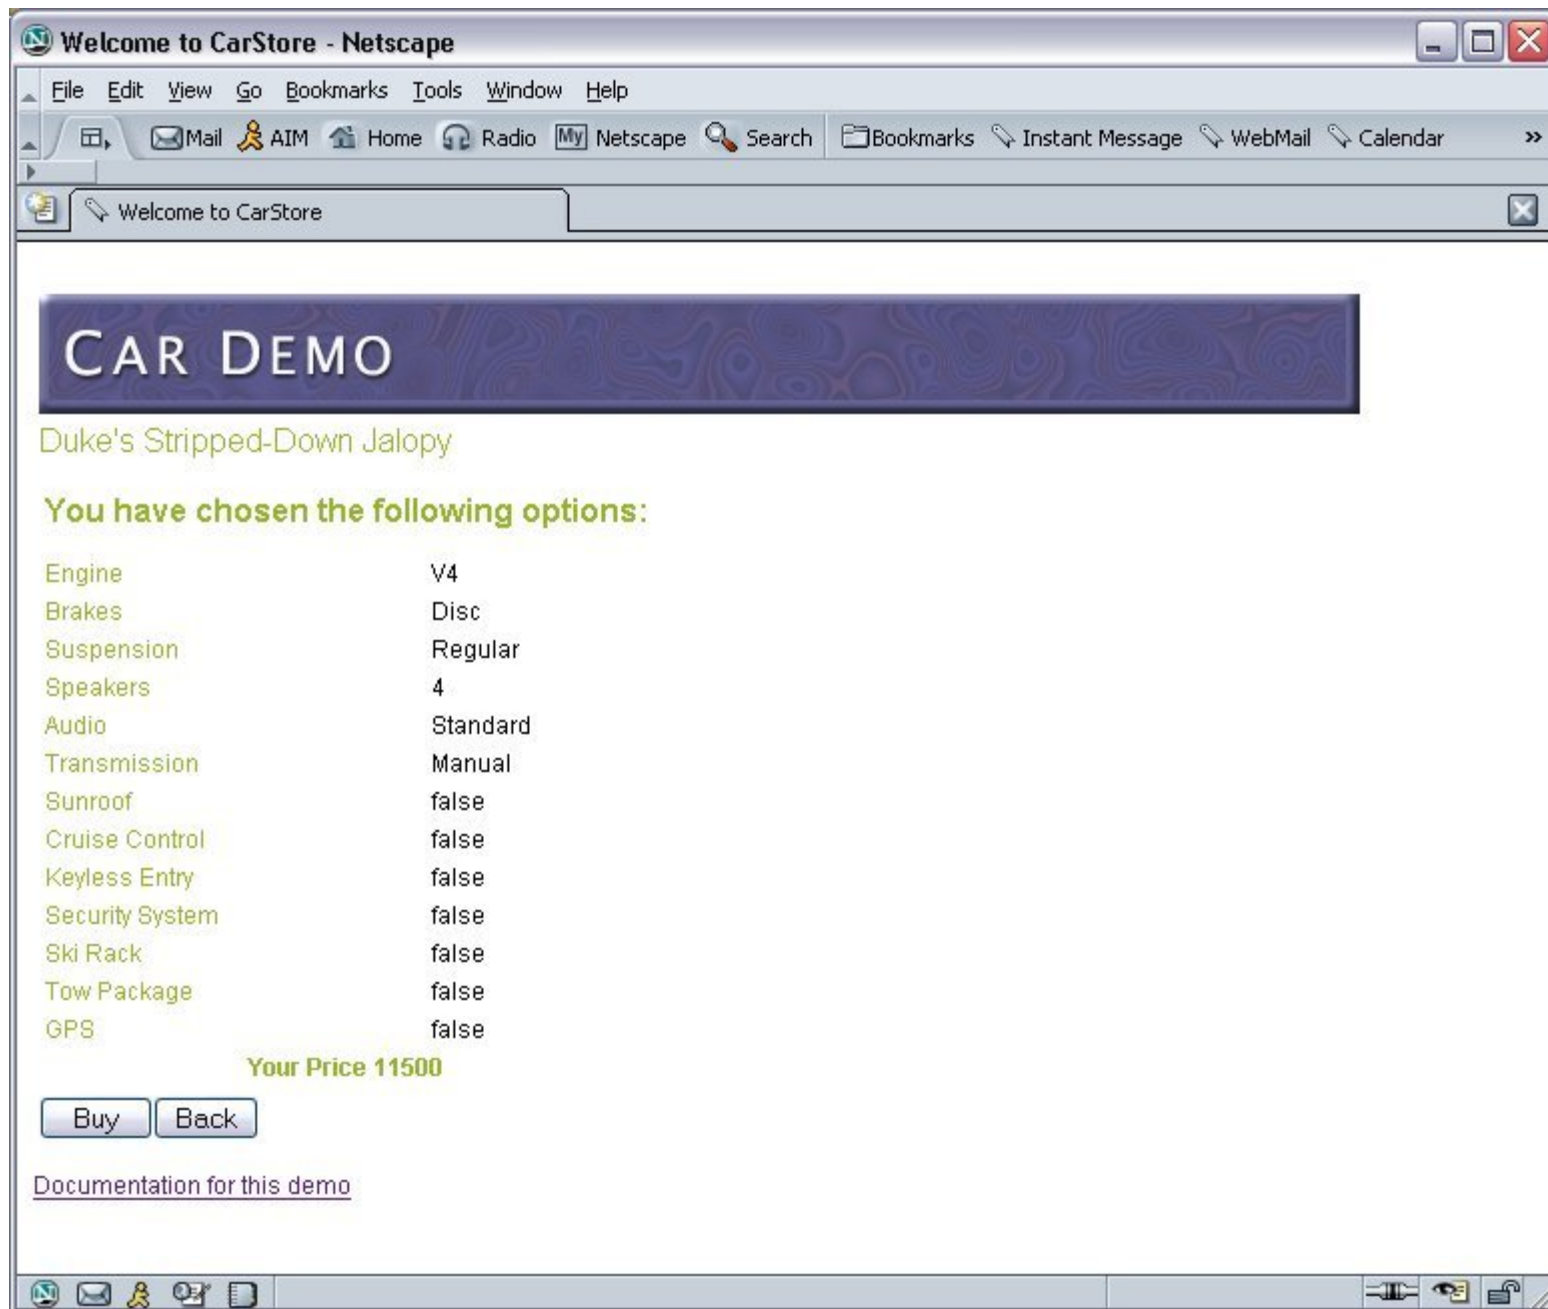 Welcome to CarStore - Netscape
File Edit View Go Bookmarks Tools Window Help
Mail AIM Home Radio My Netscape Search Bookmarks Instant Message WebMail Calendar »
Welcome to CarStore
CAR DEMO
Duke's Stripped-Down Jalopy
You have chosen the following options:
Engine V4
Brakes Disc
Suspension Regular
Speakers 4
Audio Standard
Transmission Manual
Sunroof false
Cruise Control false
Keyless Entry false
Security System false
Ski Rack false
Tow Package false
GPS false
Your Price 11500
Buy Back
Documentation for this demo